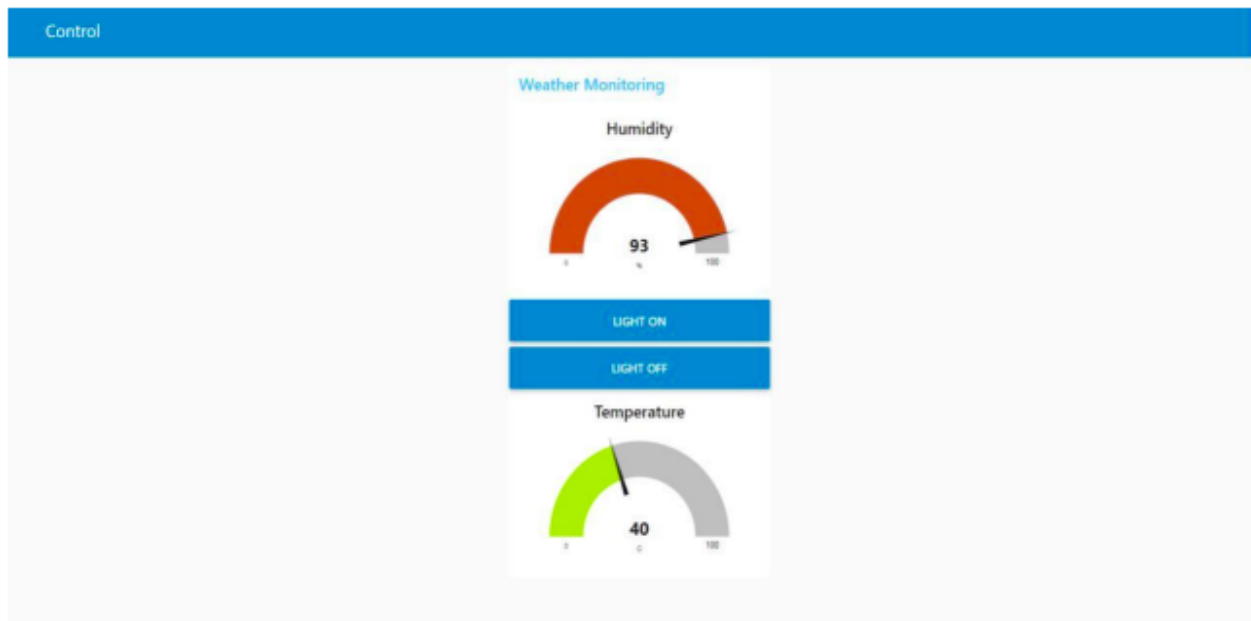 Control
Weather Monitoring
Humidity
93
0 % 100
LIGHT ON
LIGHT OFF
Temperature
40
0 C 100